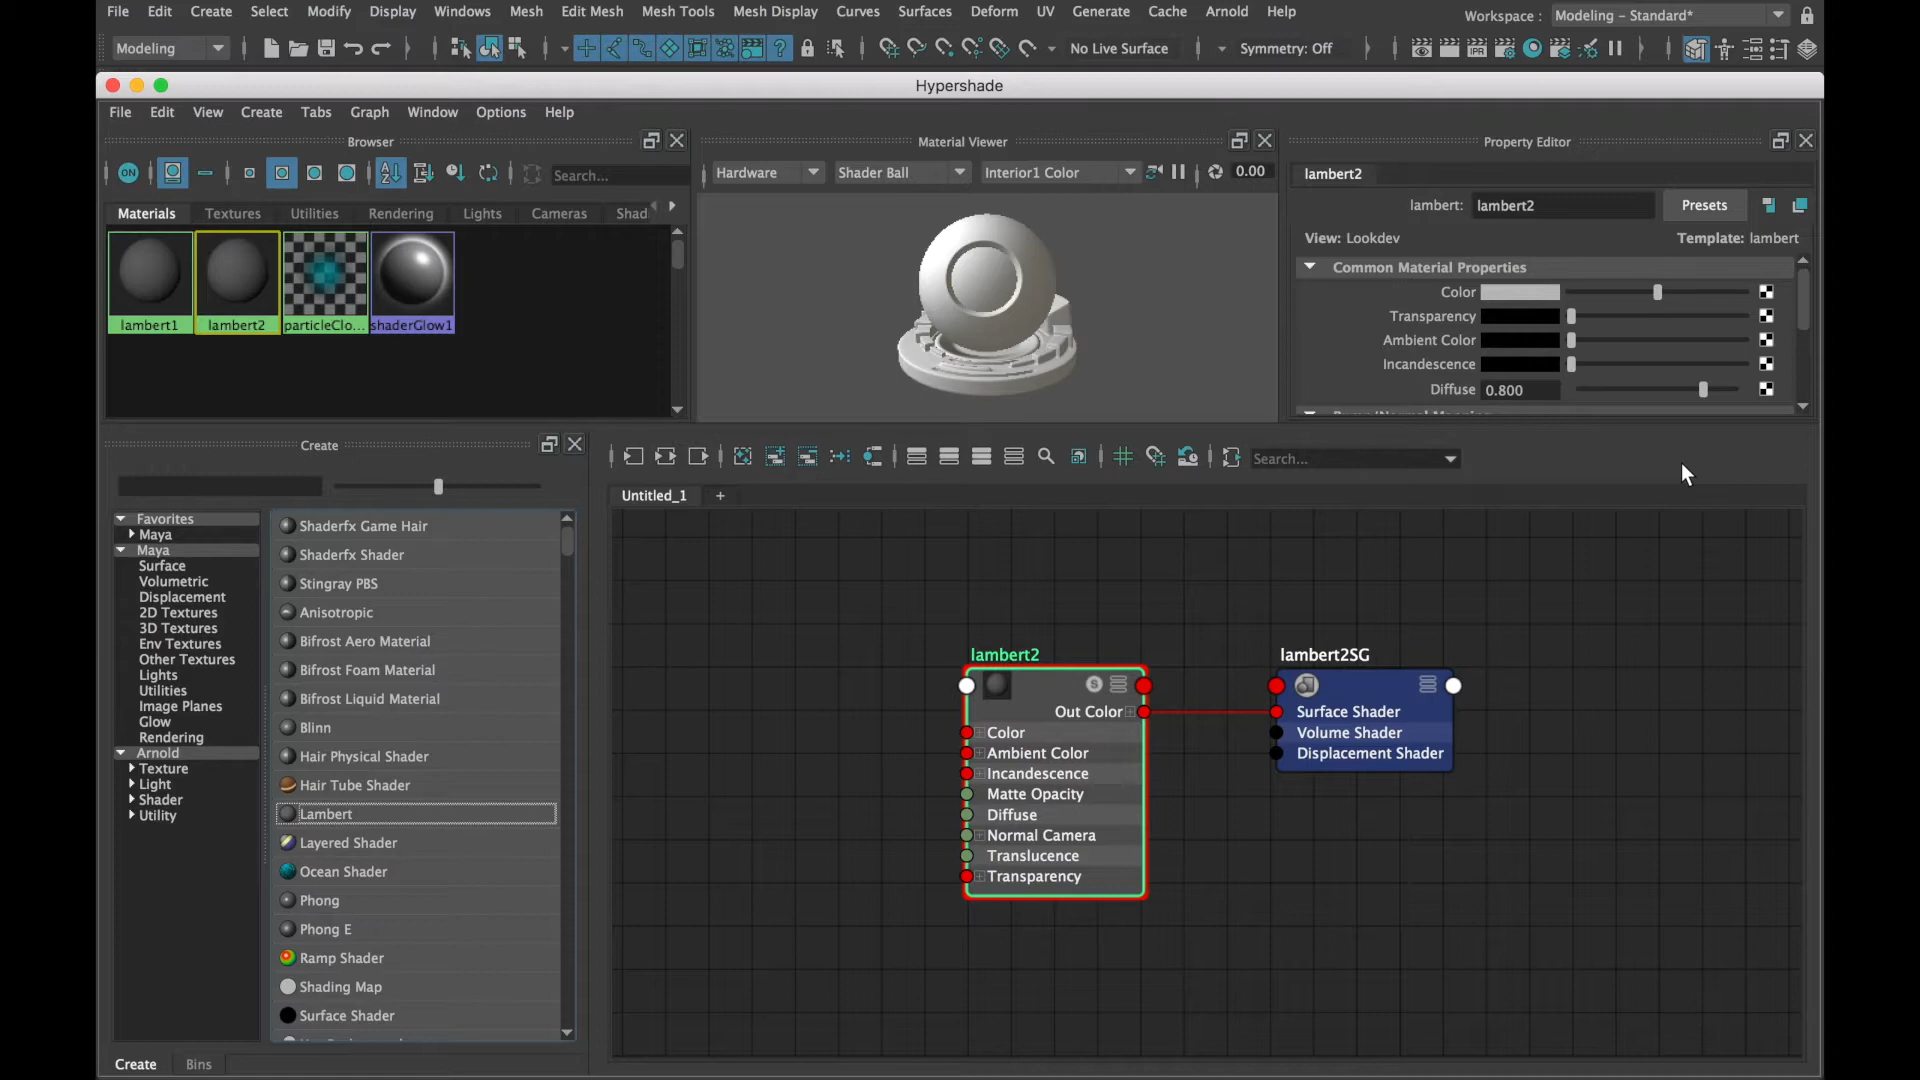 File Edit Create Select Modify Display Windows Mesh Edit Mesh Mesh Tools Mesh Display Curves Surfaces Deform UV Generate Cache Arnold Help
Workspace : Modeling - Standard*
Modeling
No Live Surface
Symmetry: Off
IPR
Hypershade
File Edit View Create Tabs Graph Window Options Help
Browser
ON
Search...
Materials Textures Utilities Rendering Lights Cameras Shad
lambert1 lambert2 particleClo... shaderGlow1
Material Viewer
Hardware Shader Ball Interior1 Color 0.00
Property Editor
lambert2
lambert: lambert2 Presets
View: Lookdev Template: lambert
Common Material Properties
Color
Transparency
Ambient Color
Incandescence
Diffuse 0.800
Create
Favorites
Maya
Maya
Surface
Volumetric
Displacement
2D Textures
3D Textures
Env Textures
Other Textures
Lights
Utilities
Image Planes
Glow
Rendering
Arnold
Texture
Light
Shader
Utility
Shaderfx Game Hair
Shaderfx Shader
Stingray PBS
Anisotropic
Bifrost Aero Material
Bifrost Foam Material
Bifrost Liquid Material
Blinn
Hair Physical Shader
Hair Tube Shader
Lambert
Layered Shader
Ocean Shader
Phong
Phong E
Ramp Shader
Shading Map
Surface Shader
Create Bins
Search...
Untitled_1 +
lambert2
S
Out Color
Color
Ambient Color
Incandescence
Matte Opacity
Diffuse
Normal Camera
Translucence
Transparency
lambert2SG
Surface Shader
Volume Shader
Displacement Shader